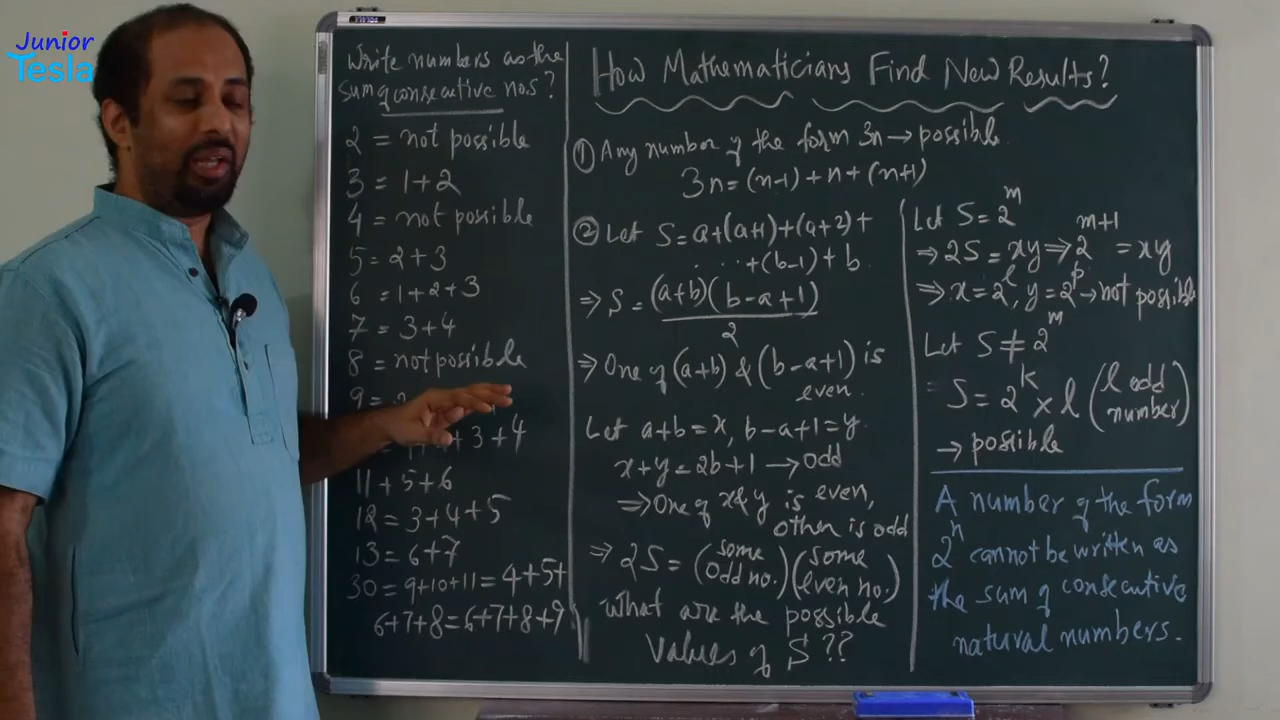 Junior
Tesla
Write numbers as the
sum of consecutive nos?
2 = not possible
3 = 1+2
4 = not possible
5 = 2+3
6 = 1+2+3
7 = 3+4
8 = not possible
9 =
+3+4
11+5+6
12 = 3+4+5
13 = 6+7
30 = 9+10+11 = 4+5+
6+7+8 = 6+7+8+9
How Mathematicians Find New Results?
① Any number of the form 3n → possible.
3n = (n-1) + n + (n+1)
② Let S = a+(a+1)+(a+2)+
... +(b-1) + b.
⇒ S = (a+b)(b-a+1)
2
⇒ One of (a+b) & (b-a+1) is
even.
Let a+b = x, b-a+1 = y.
x+y = 2b+1 → odd
⇒ One of x & y is even,
other is odd
⇒ 2S = (some odd no.)(some even no.)
What are the possible
Values of S??
Let S = 2^m
⇒ 2S = xy ⇒ 2^{m+1} = xy
⇒ x = 2^l, y = 2^p → not possible
Let S ≠ 2^m
= S = 2^k × l (l odd number)
→ possible
A number of the form
2^n cannot be written as
the sum of consecutive
natural numbers.